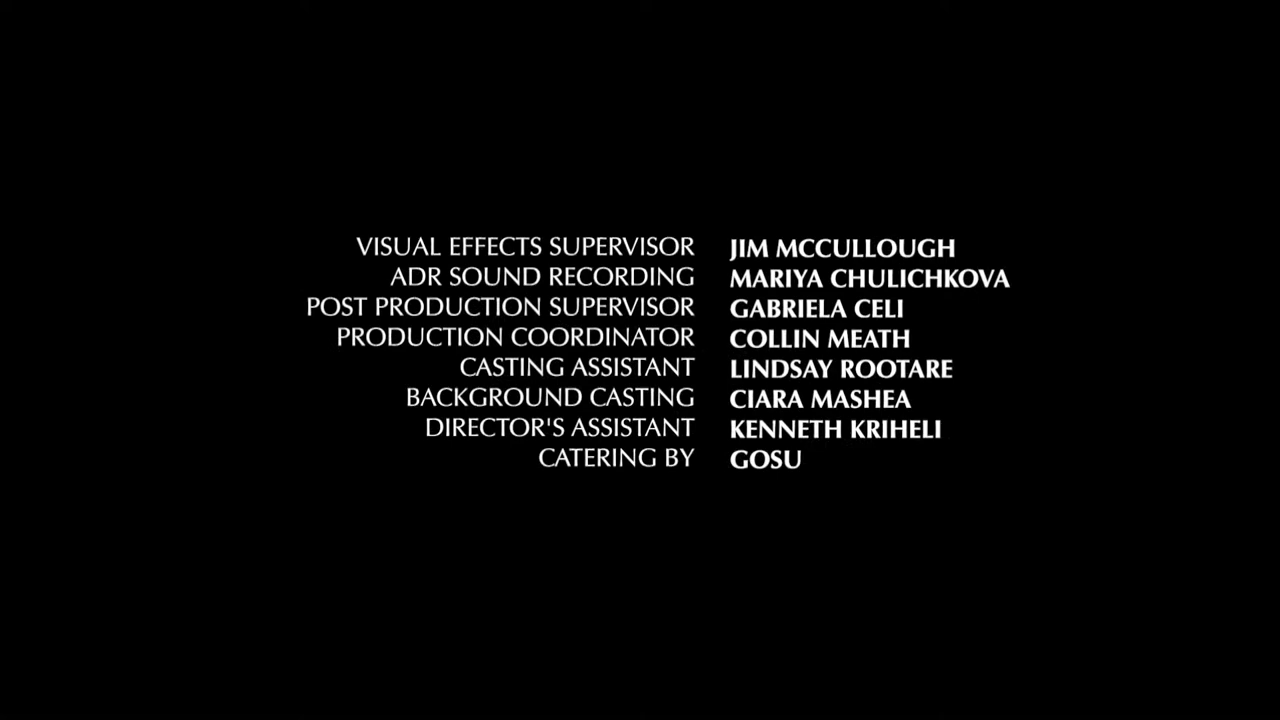 VISUAL EFFECTS SUPERVISOR JIM MCCULLOUGH
ADR SOUND RECORDING MARIYA CHULICHKOVA
POST PRODUCTION SUPERVISOR GABRIELA CELI
PRODUCTION COORDINATOR COLLIN MEATH
CASTING ASSISTANT LINDSAY ROOTARE
BACKGROUND CASTING CIARA MASHEA
DIRECTOR'S ASSISTANT KENNETH KRIHELI
CATERING BY GOSU